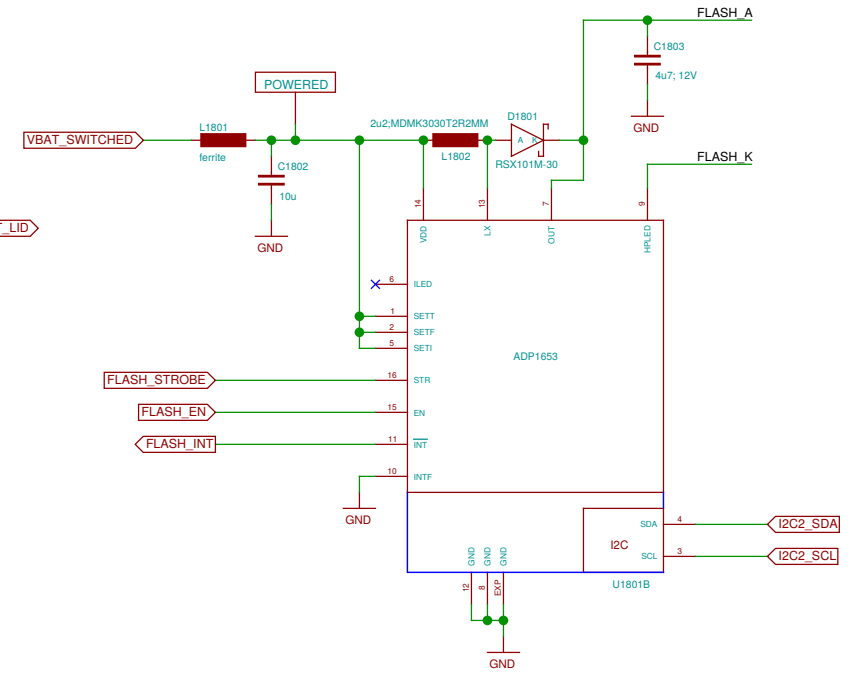 FLASH_A
C1803
4u7; 12V
GND
POWERED
VBAT_SWITCHED
L1801
ferrite
C1802
10u
GND
2u2;MDMK3030T2R2MM
L1802
D1801
A K
RSX101M-30
FLASH_K
T_LID
14
13
7
9
VDD
LX
OUT
HPLED
6 ILED
1 SETT
2 SETF
5 SETI
ADP1653
FLASH_STROBE 16 STR
FLASH_EN 15 EN
FLASH_INT 11 INT
10 INTF
GND
I2C
SDA 4 I2C2_SDA
SCL 3 I2C2_SCL
GND
GND
GND
12
8
EXP
U1801B
GND